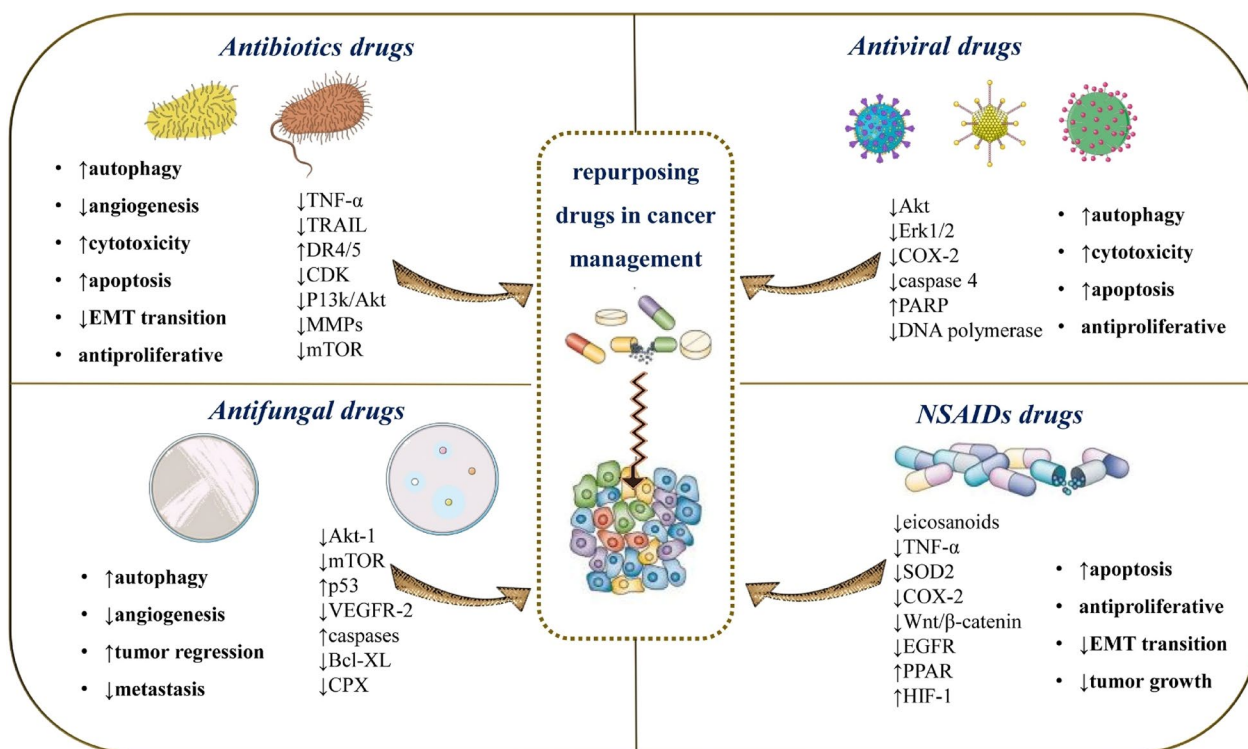 Antibiotics drugs
• ↑autophagy
• ↓angiogenesis
• ↑cytotoxicity
• ↑apoptosis
• ↓EMT transition
• antiproliferative
↓TNF-α
↓TRAIL
↑DR4/5
↓CDK
↓P13k/Akt
↓MMPs
↓mTOR
repurposing
drugs in cancer
management
Antiviral drugs
↓Akt
↓Erk1/2
↓COX-2
↓caspase 4
↑PARP
↓DNA polymerase
• ↑autophagy
• ↑cytotoxicity
• ↑apoptosis
• antiproliferative
Antifungal drugs
• ↑autophagy
• ↓angiogenesis
• ↑tumor regression
• ↓metastasis
↓Akt-1
↓mTOR
↑p53
↓VEGFR-2
↑caspases
↓Bcl-XL
↓CPX
NSAIDs drugs
↓eicosanoids
↓TNF-α
↓SOD2
↓COX-2
↓Wnt/β-catenin
↓EGFR
↑PPAR
↑HIF-1
• ↑apoptosis
• antiproliferative
• ↓EMT transition
• ↓tumor growth